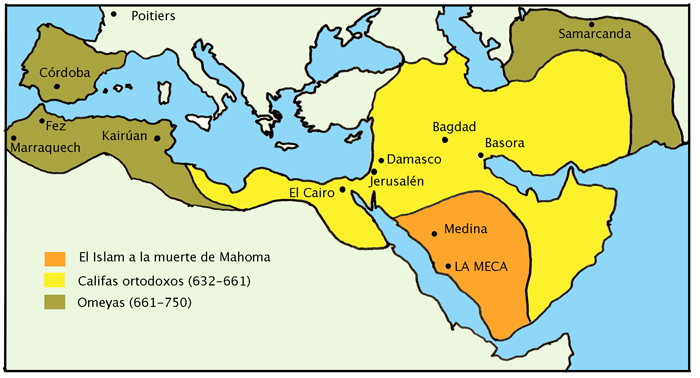 Poitiers
Samarcanda
Córdoba
Fez
Kairúan
Marraquech
Bagdad
Basora
Damasco
Jerusalén
El Cairo
Medina
LA MECA
El Islam a la muerte de Mahoma
Califas ortodoxos (632-661)
Omeyas (661-750)